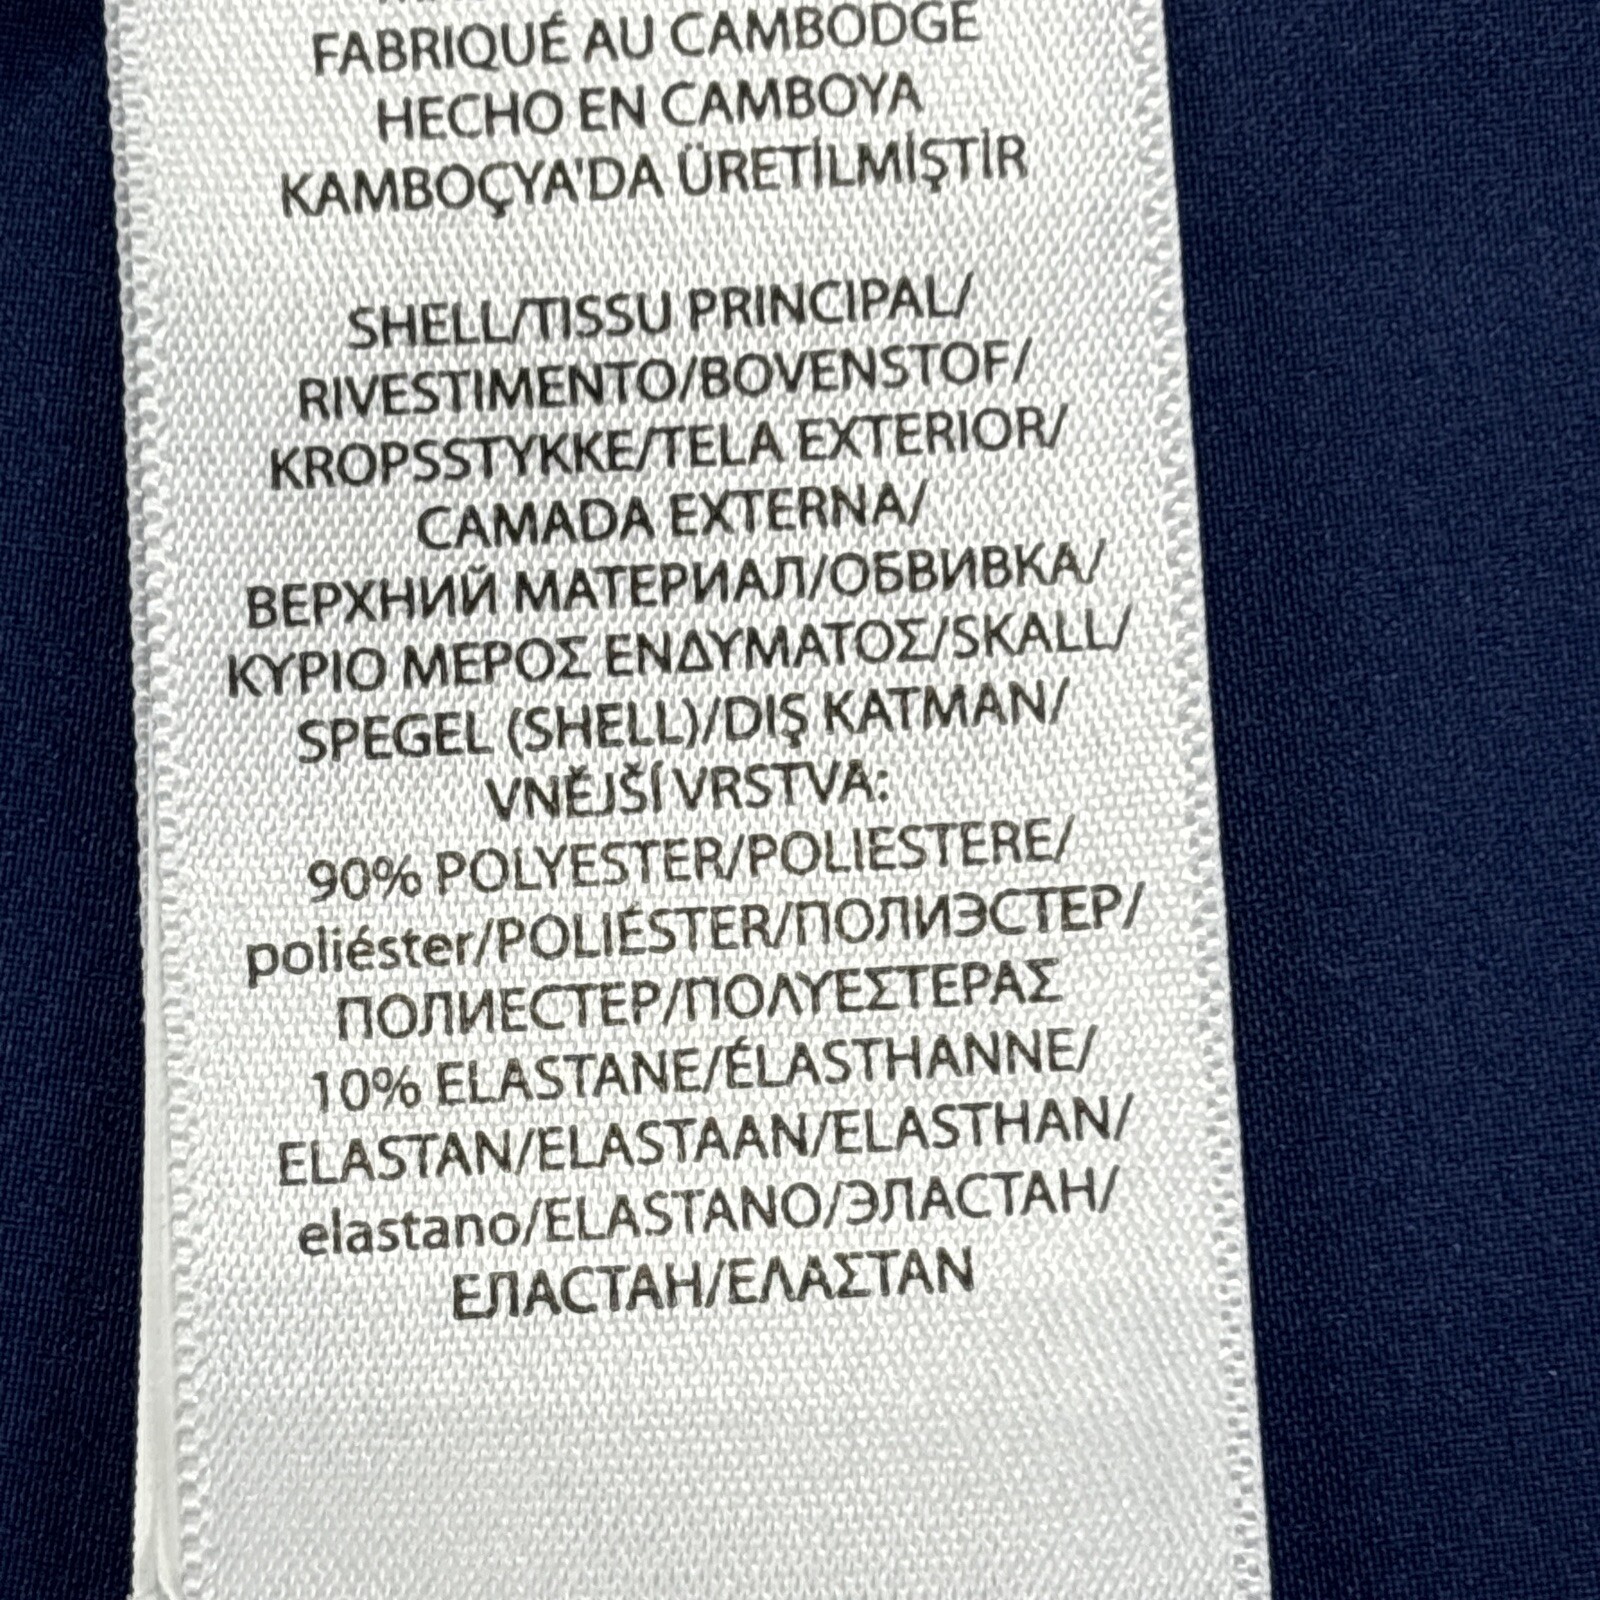 FABRIQUÉ AU CAMBODGE
HECHO EN CAMBOYA
KAMBOÇYA'DA ÜRETİLMİŞTİR
SHELL/TISSU PRINCIPAL/
RIVESTIMENTO/BOVENSTOF/
KROPSSTYKKE/TELA EXTERIOR/
CAMADA EXTERNA/
ВЕРХНИЙ МАТЕРИАЛ/ОБВИВКА/
ΚΥΡΙΟ ΜΕΡΟΣ ΕΝΔΥΜΑΤΟΣ/SKALL/
SPEGEL (SHELL)/DIŞ KATMAN/
VNĚJŠÍ VRSTVA:
90% POLYESTER/POLIESTERE/
poliéster/POLIÉSTER/ПОЛИЭСТЕР/
ПОЛИЕСТЕР/ΠΟΛΥΕΣΤΕΡΑΣ
10% ELASTANE/ÉLASTHANNE/
ELASTAN/ELASTAAN/ELASTHAN/
elastano/ELASTANO/ЭЛАСТАН/
ЕЛАСТАН/ΕΛΑΣΤΑΝ